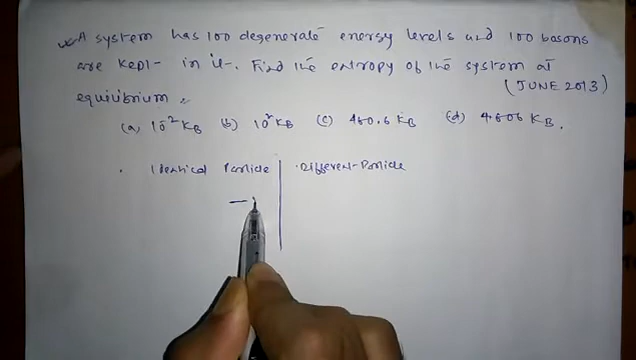 A system has 100 degenerate energy levels and 100 bosons
are kept in it. Find the entropy of the system at
equilibrium. (JUNE 2013)
(a) 10⁻² KB (b) 10² KB (c) 460.6 KB (d) 4.606 KB.
Identical Particle Different Particle